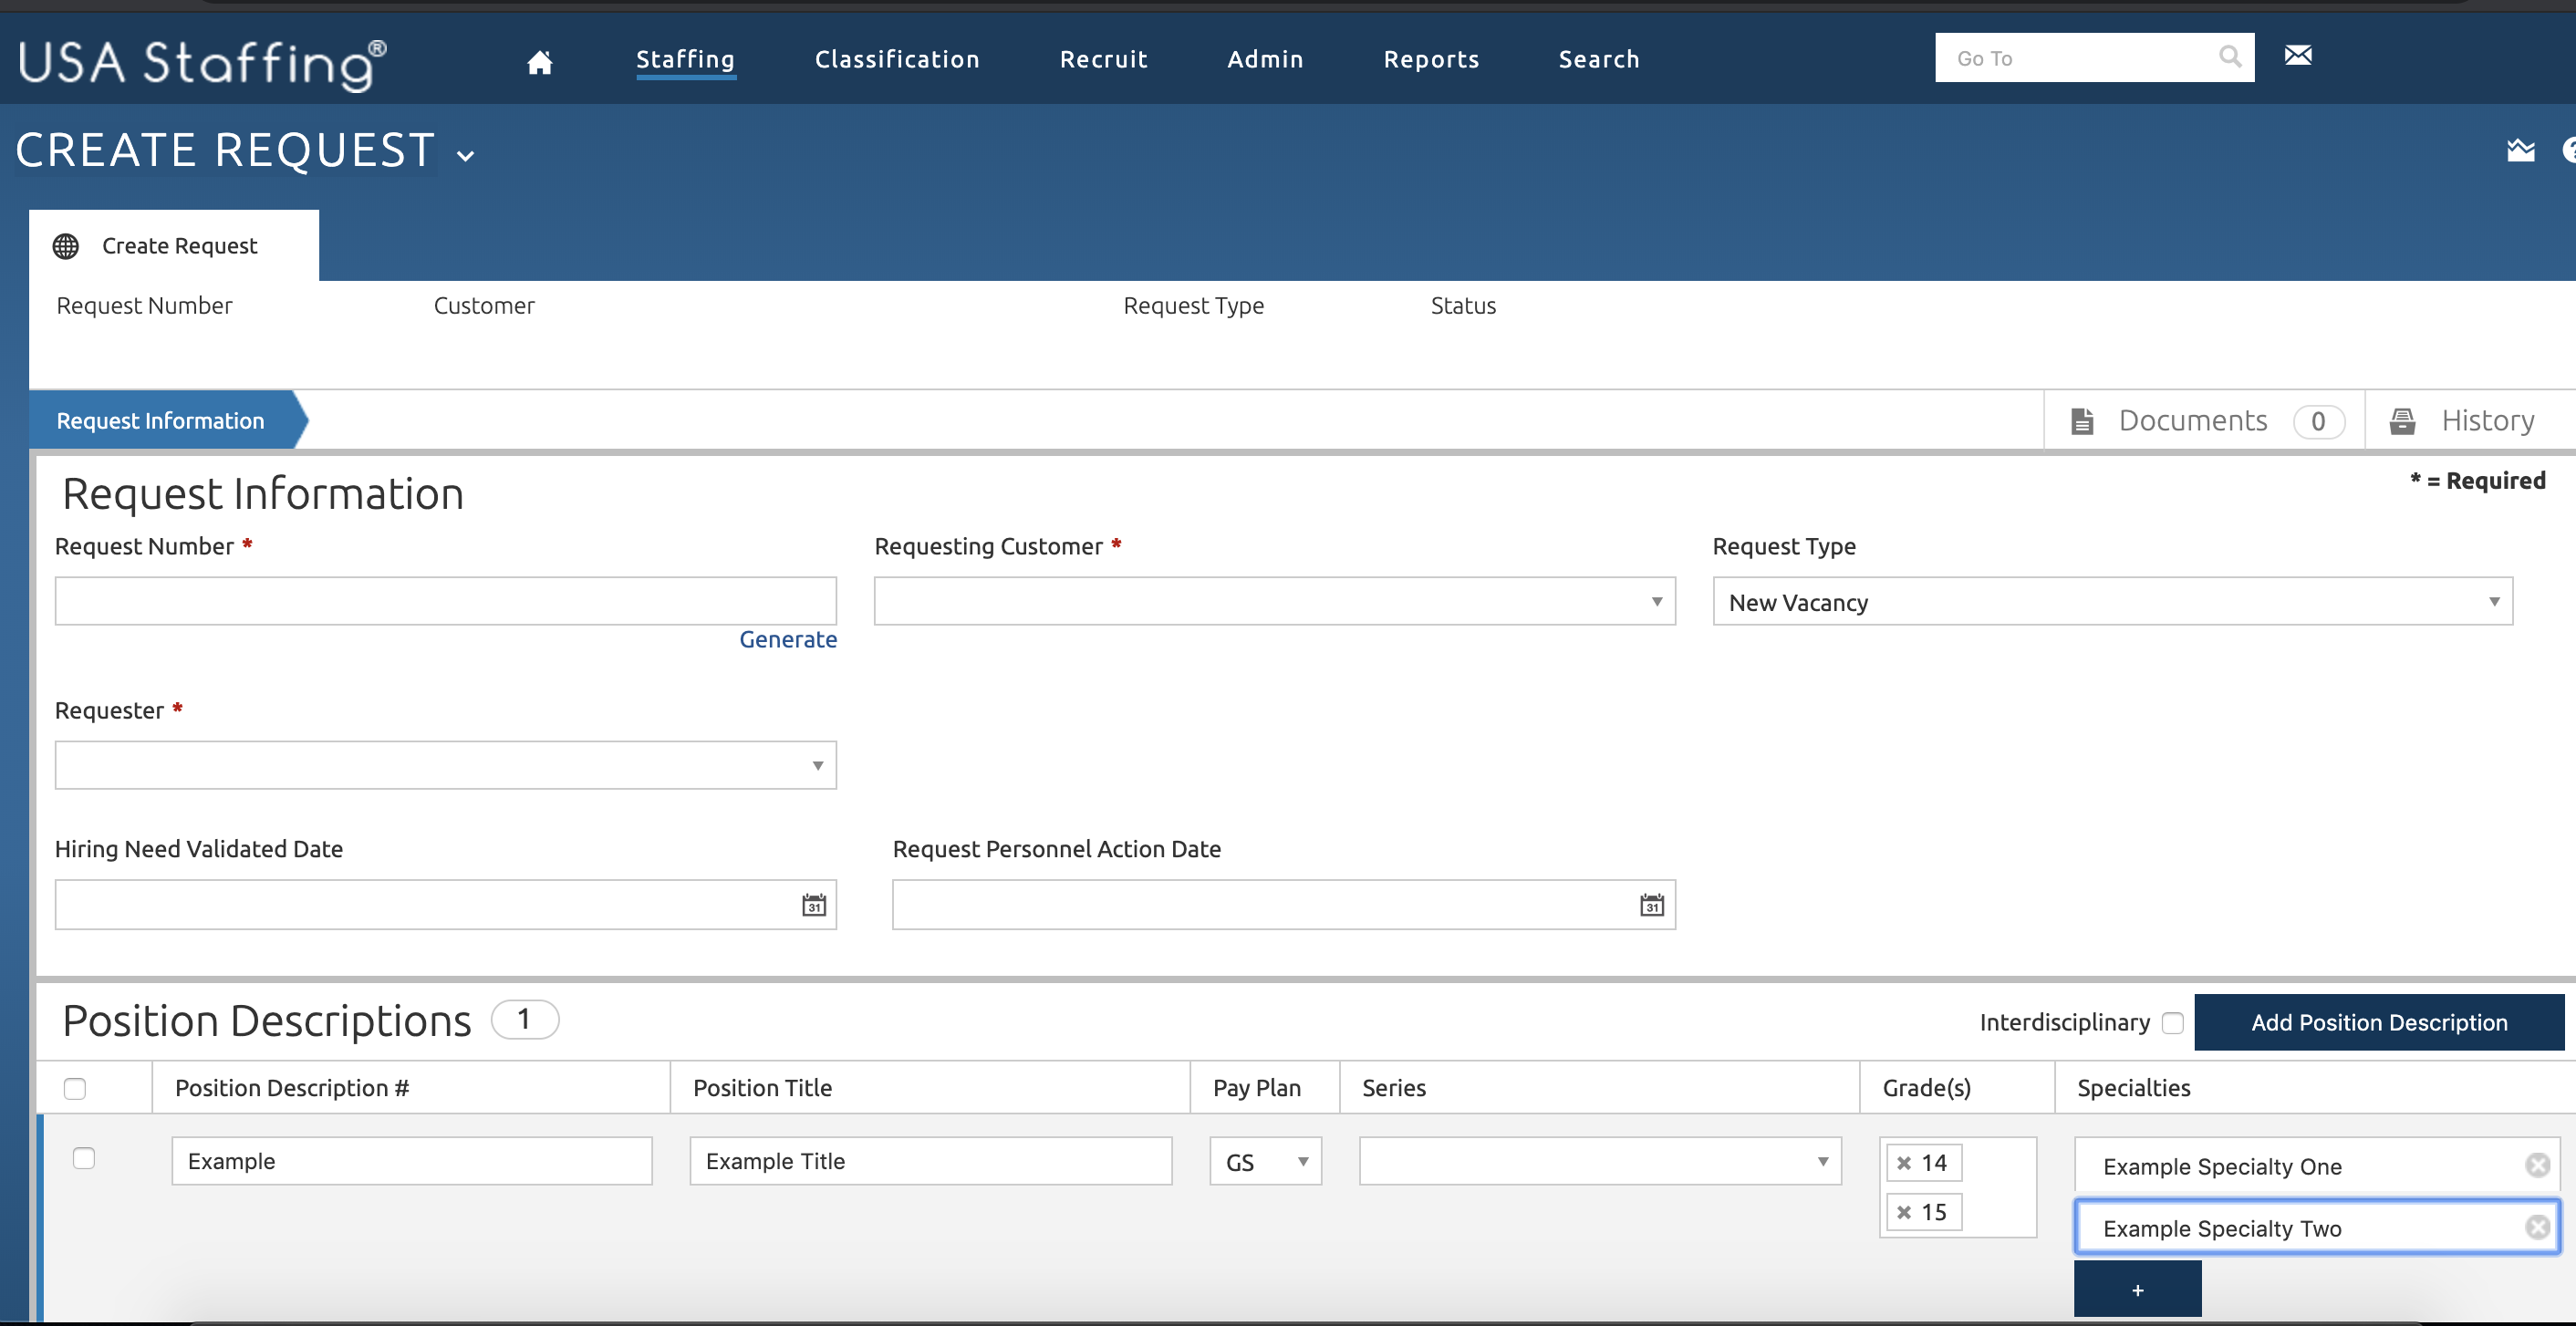 USA Staffing®
Staffing Classification Recruit Admin Reports Search
Go To
CREATE REQUEST
Create Request
Request Number Customer Request Type Status
Request Information
Documents 0 History
Request Information
* = Required
Request Number * Requesting Customer * Request Type
New Vacancy
Generate
Requester *
Hiring Need Validated Date Request Personnel Action Date
31 31
Position Descriptions 1
Interdisciplinary Add Position Description
Position Description # Position Title Pay Plan Series Grade(s) Specialties
Example Example Title GS × 14 Example Specialty One
× 15 Example Specialty Two
+